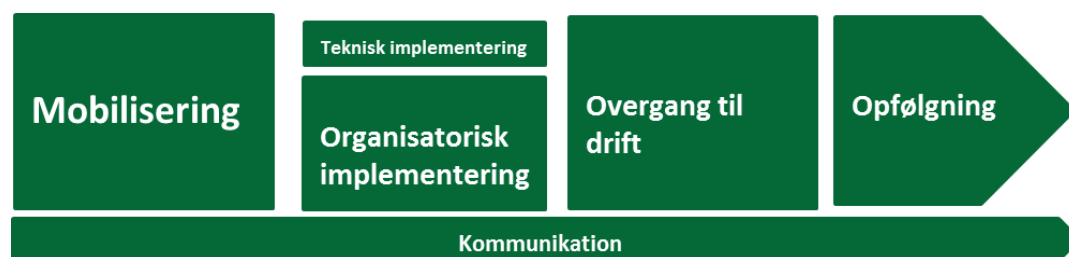 Mobilisering
Teknisk implementering
Organisatorisk
implementering
Overgang til
drift
Opfølgning
Kommunikation